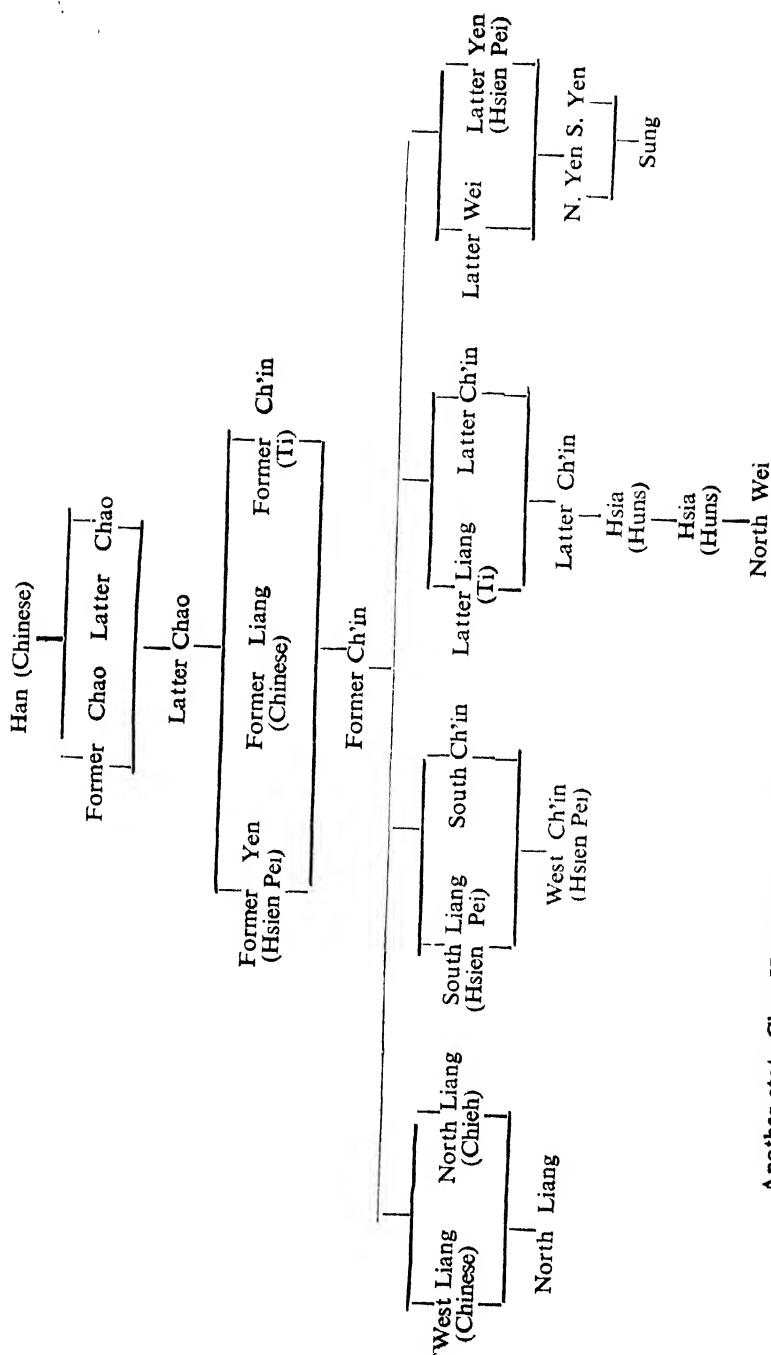 Han (Chinese)
Former Chao Latter Chao
Latter Chao
Former Yen
(Hsien Pei)
Former Liang
(Chinese)
Former Ch'in
(Ti)
Former Ch'in
West Liang
(Chinese)
North Liang
(Chieh)
North Liang
South Liang
(Hsien Pei)
South Ch'in
West Ch'in
(Hsien Pei)
Latter Liang
(Ti)
Latter Ch'in
Latter Ch'in
Hsia
(Huns)
Hsia
(Huns)
North Wei
Latter Wei
Latter Yen
(Hsien Pei)
N. Yen S. Yen
Sung
Another